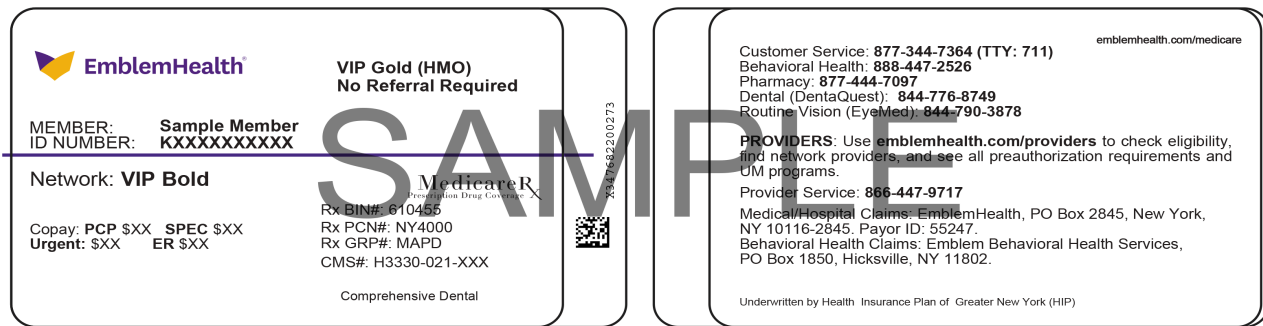 EmblemHealth®
VIP Gold (HMO)
No Referral Required
MEMBER: Sample Member
ID NUMBER: KXXXXXXXXXX
Network: VIP Bold
MedicareRx
Prescription Drug Coverage
Copay: PCP $XX SPEC $XX
Urgent: $XX ER $XX
Rx BIN#: 610455
Rx PCN#: NY4000
Rx GRP#: MAPD
CMS#: H3330-021-XXX
Comprehensive Dental
X347682200273
SAMPLE
emblemhealth.com/medicare
Customer Service: 877-344-7364 (TTY: 711)
Behavioral Health: 888-447-2526
Pharmacy: 877-444-7097
Dental (DentaQuest): 844-776-8749
Routine Vision (EyeMed): 844-790-3878
PROVIDERS: Use emblemhealth.com/providers to check eligibility,
find network providers, and see all preauthorization requirements and
UM programs.
Provider Service: 866-447-9717
Medical/Hospital Claims: EmblemHealth, PO Box 2845, New York,
NY 10116-2845. Payor ID: 55247.
Behavioral Health Claims: Emblem Behavioral Health Services,
PO Box 1850, Hicksville, NY 11802.
Underwritten by Health Insurance Plan of Greater New York (HIP)